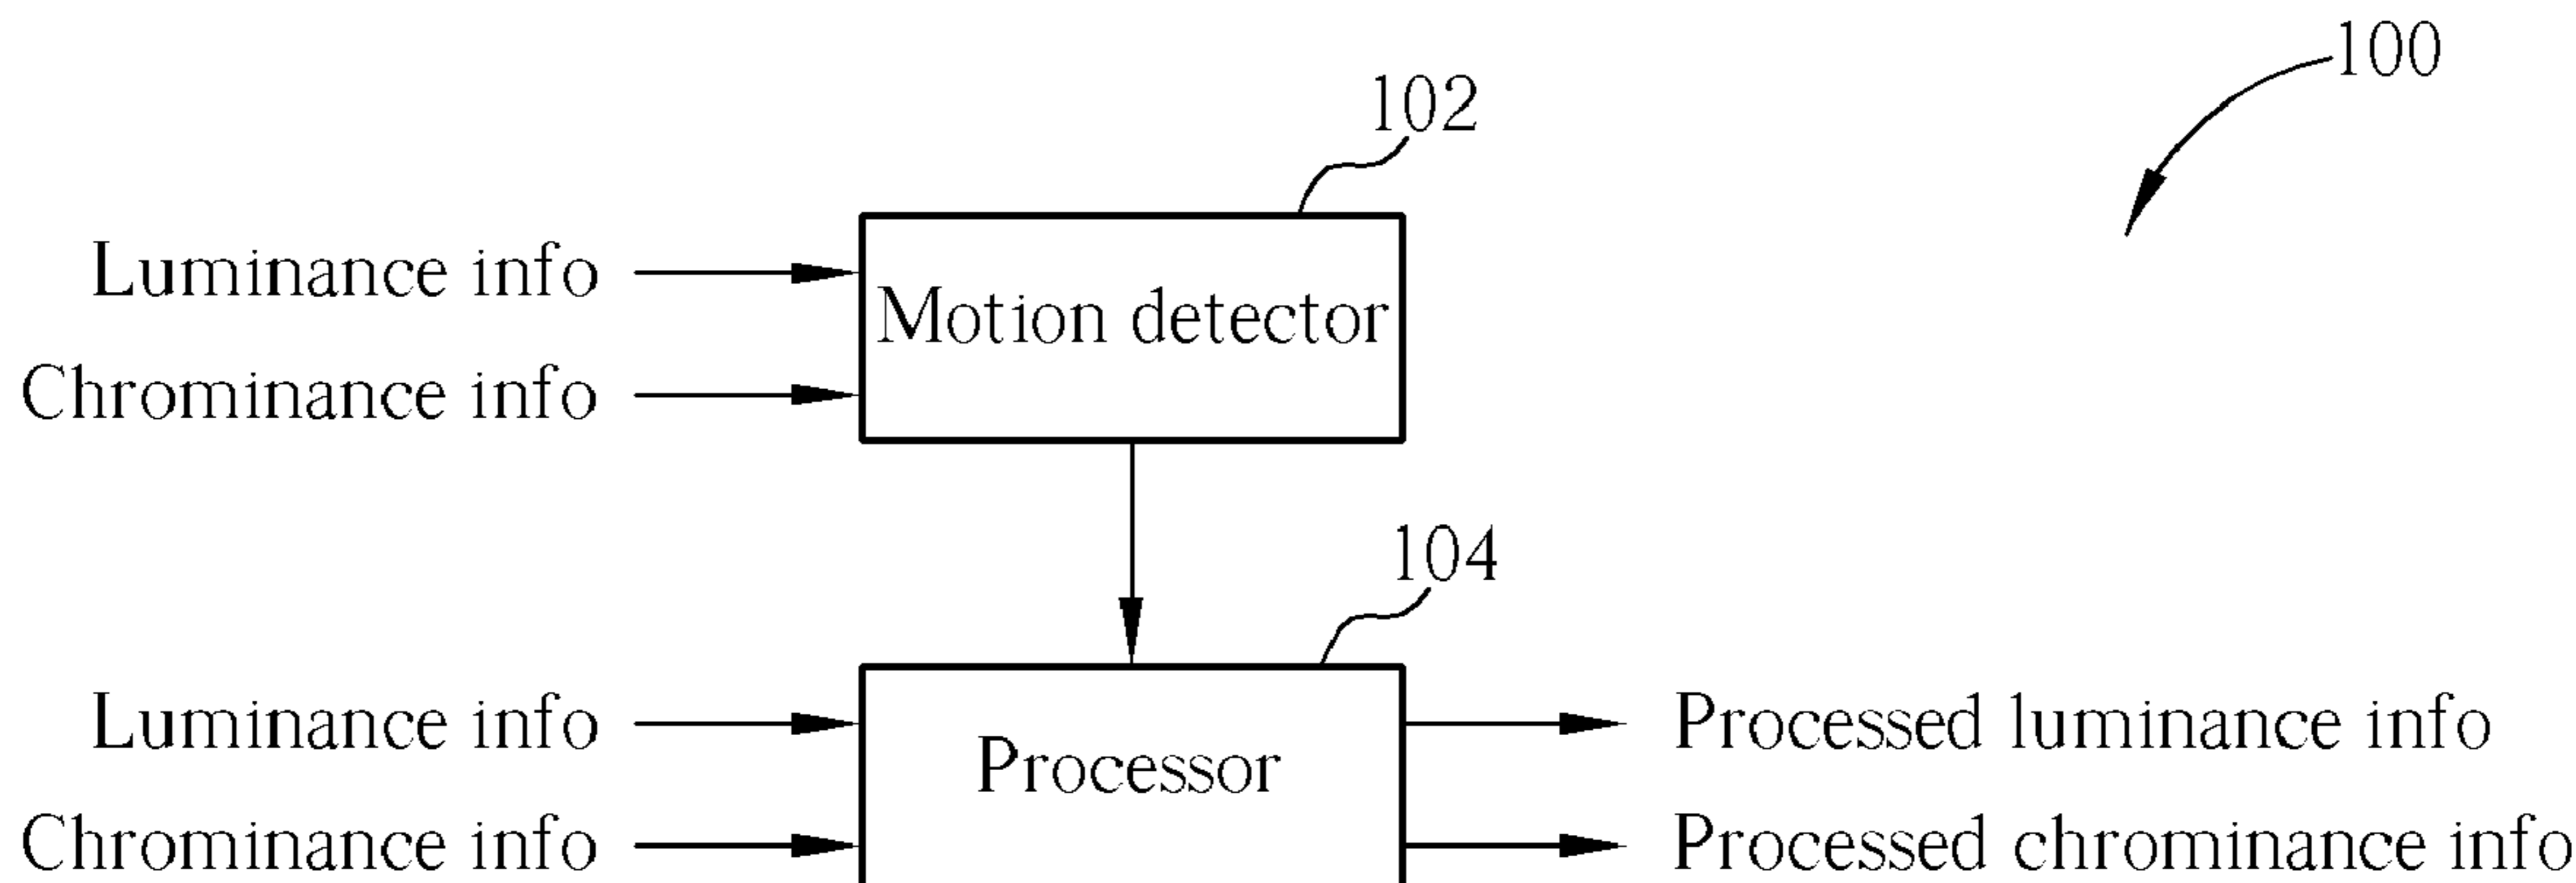 100
102
Luminance info
Motion detector
Chrominance info
104
Luminance info
Processor
Processed luminance info
Chrominance info
Processed chrominance info